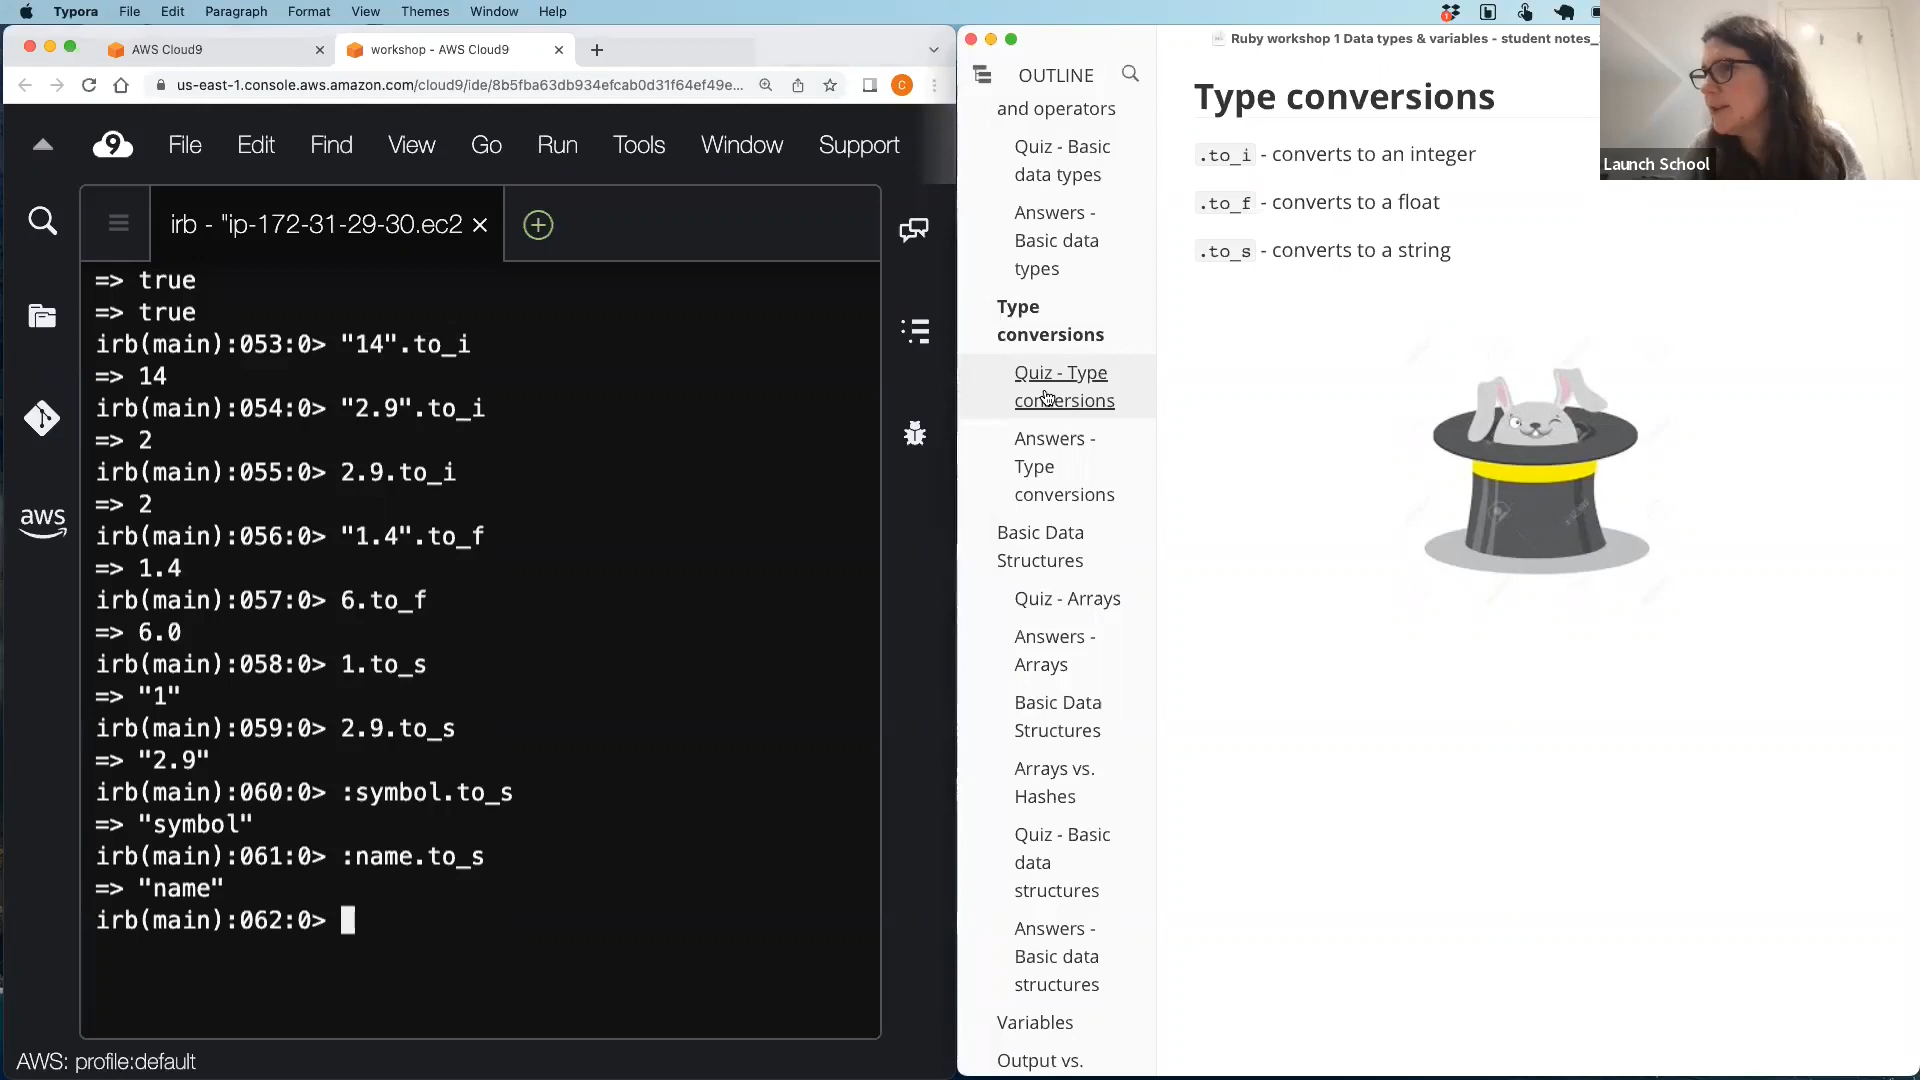 Typora File Edit Paragraph Format View Themes Window Help
AWS Cloud9
workshop - AWS Cloud9
us-east-1.console.aws.amazon.com/cloud9/ide/8b5fba63db934efcab0d31f64ef49e...
C
9 File Edit Find View Go Run Tools Window Support
irb - "ip-172-31-29-30.ec2
=> true
=> true
irb(main):053:0> "14".to_i
=> 14
irb(main):054:0> "2.9".to_i
=> 2
irb(main):055:0> 2.9.to_i
=> 2
irb(main):056:0> "1.4".to_f
=> 1.4
irb(main):057:0> 6.to_f
=> 6.0
irb(main):058:0> 1.to_s
=> "1"
irb(main):059:0> 2.9.to_s
=> "2.9"
irb(main):060:0> :symbol.to_s
=> "symbol"
irb(main):061:0> :name.to_s
=> "name"
irb(main):062:0>
aws
AWS: profile:default
Ruby workshop 1 Data types & variables - student notes_
OUTLINE
and operators
Quiz - Basic
data types
Answers -
Basic data
types
Type
conversions
Quiz - Type
conversions
Answers -
Type
conversions
Basic Data
Structures
Quiz - Arrays
Answers -
Arrays
Basic Data
Structures
Arrays vs.
Hashes
Quiz - Basic
data
structures
Answers -
Basic data
structures
Variables
Output vs.
Type conversions
.to_i - converts to an integer
.to_f - converts to a float
.to_s - converts to a string
Launch School